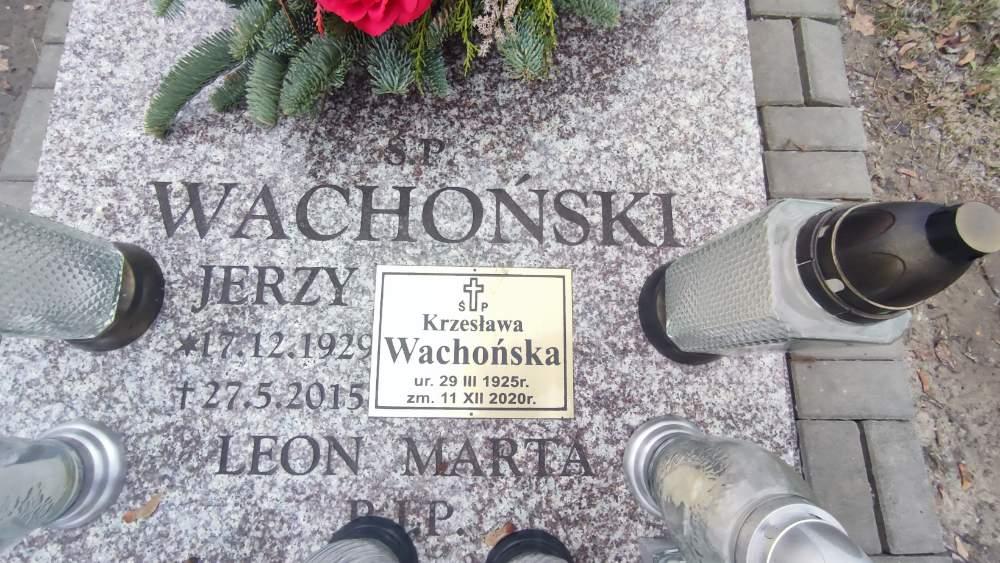 Ś P
WACHOŃSKI
JERZY
*17.12.1929
†27.5.2015
Ś P
Krzesława
Wachońska
ur. 29 III 1925r.
zm. 11 XII 2020r.
LEON MARTA
R.I.P